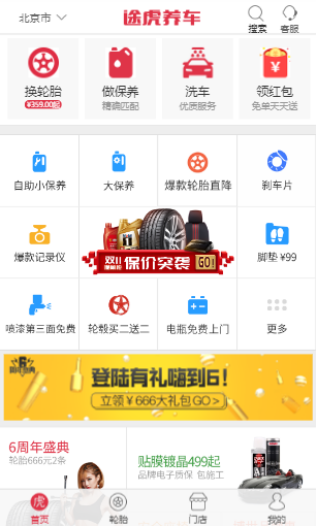 北京市
途虎养车
搜索
客服
换轮胎
做保养
洗车
领红包
¥359.00起
精确匹配
优质服务
免单天天送
自助小保养
大保养
爆款轮胎直降
刹车片
爆款记录仪
双11
保价突袭
GO!
脚垫 ¥99
喷漆第三面免费
轮毂买二送二
电瓶免费上门
更多
登陆有礼嗨到6!
立领¥666大礼包GO>
6周年盛典
轮胎666元2条
贴膜镀晶499起
品牌电子质保 包施工
虎
首页
轮胎
门店
我的